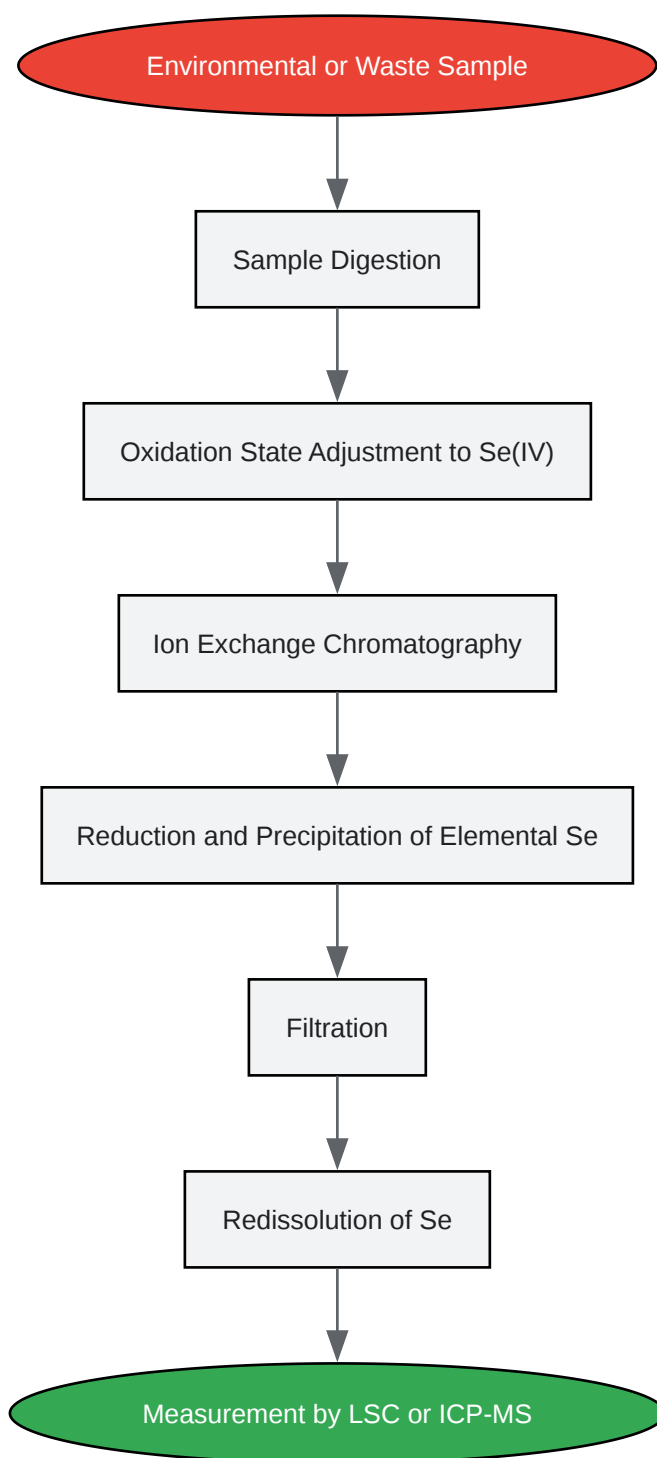 Environmental or Waste Sample
Sample Digestion
Oxidation State Adjustment to Se(IV)
Ion Exchange Chromatography
Reduction and Precipitation of Elemental Se
Filtration
Redissolution of Se
Measurement by LSC or ICP-MS